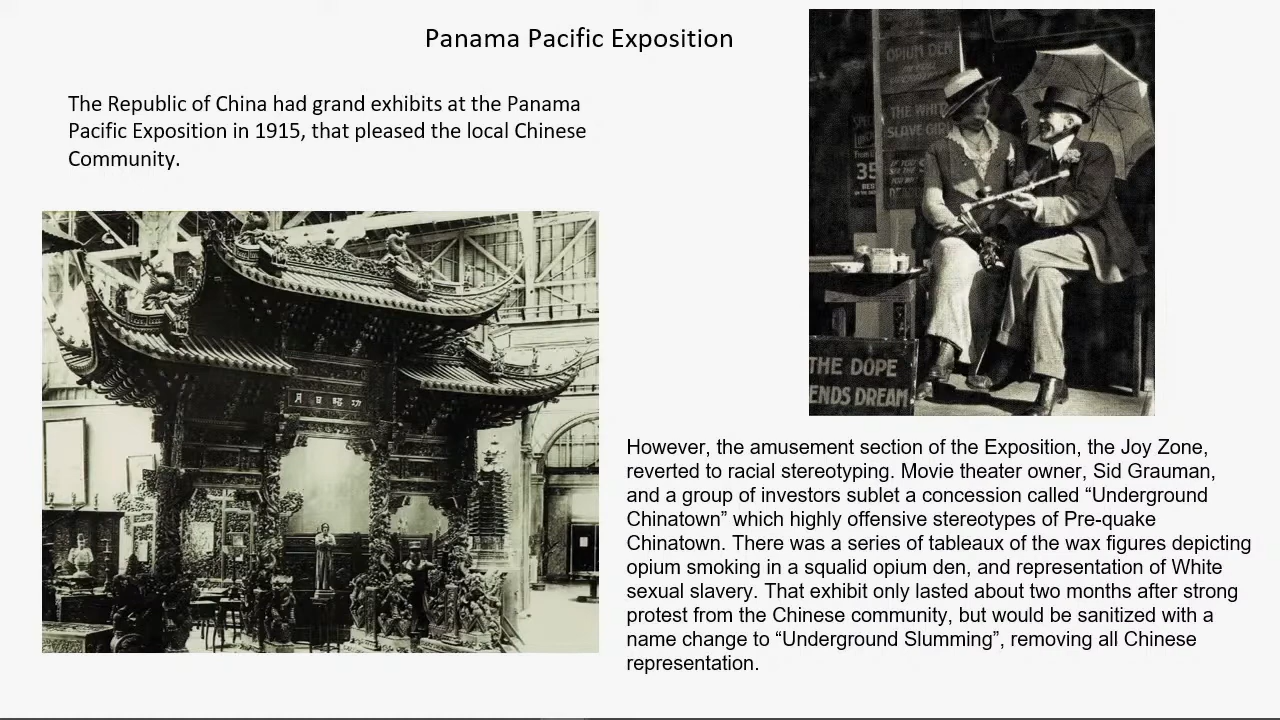 Panama Pacific Exposition
The Republic of China had grand exhibits at the Panama
Pacific Exposition in 1915, that pleased the local Chinese
Community.
OPIUM DEN
THE WHITE
SLAVE GIRL
35
THE DOPE
ENDS DREAM
However, the amusement section of the Exposition, the Joy Zone,
reverted to racial stereotyping. Movie theater owner, Sid Grauman,
and a group of investors sublet a concession called “Underground
Chinatown” which highly offensive stereotypes of Pre-quake
Chinatown. There was a series of tableaux of the wax figures depicting
opium smoking in a squalid opium den, and representation of White
sexual slavery. That exhibit only lasted about two months after strong
protest from the Chinese community, but would be sanitized with a
name change to “Underground Slumming”, removing all Chinese
representation.